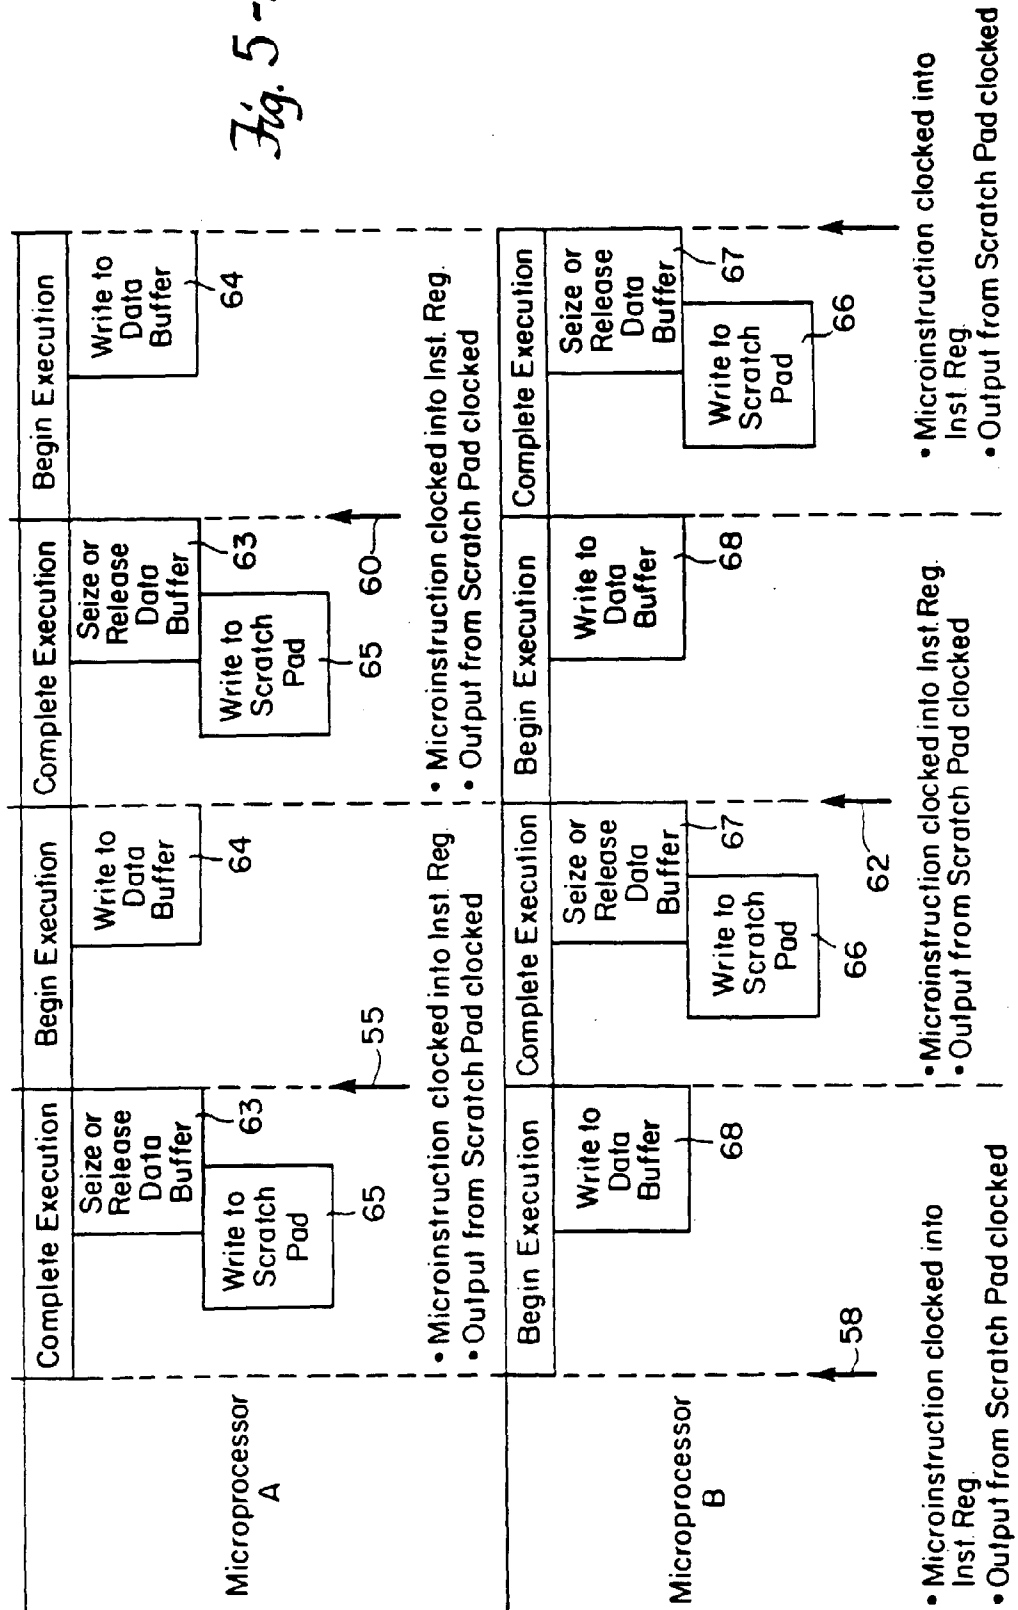 Fig. 5
Microprocessor
A
Complete Execution
Begin Execution
Complete Execution
Begin Execution
Seize or
Release
Data
Buffer
63
Write to
Scratch
Pad
65
55
Write to
Data
Buffer
64
Seize or
Release
Data
Buffer
63
Write to
Scratch
Pad
65
60
Write to
Data
Buffer
64
• Microinstruction clocked into Inst. Reg.
• Output from Scratch Pad clocked
• Microinstruction clocked into Inst. Reg.
• Output from Scratch Pad clocked
Microprocessor
B
Begin Execution
Complete Execution
Begin Execution
Complete Execution
58
Write to
Data
Buffer
68
Seize or
Release
Data
Buffer
67
Write to
Scratch
Pad
66
62
Write to
Data
Buffer
68
Seize or
Release
Data
Buffer
67
Write to
Scratch
Pad
66
• Microinstruction clocked into
Inst. Reg.
• Output from Scratch Pad clocked
• Microinstruction clocked into Inst. Reg.
• Output from Scratch Pad clocked
• Microinstruction clocked into
Inst. Reg.
• Output from Scratch Pad clocked